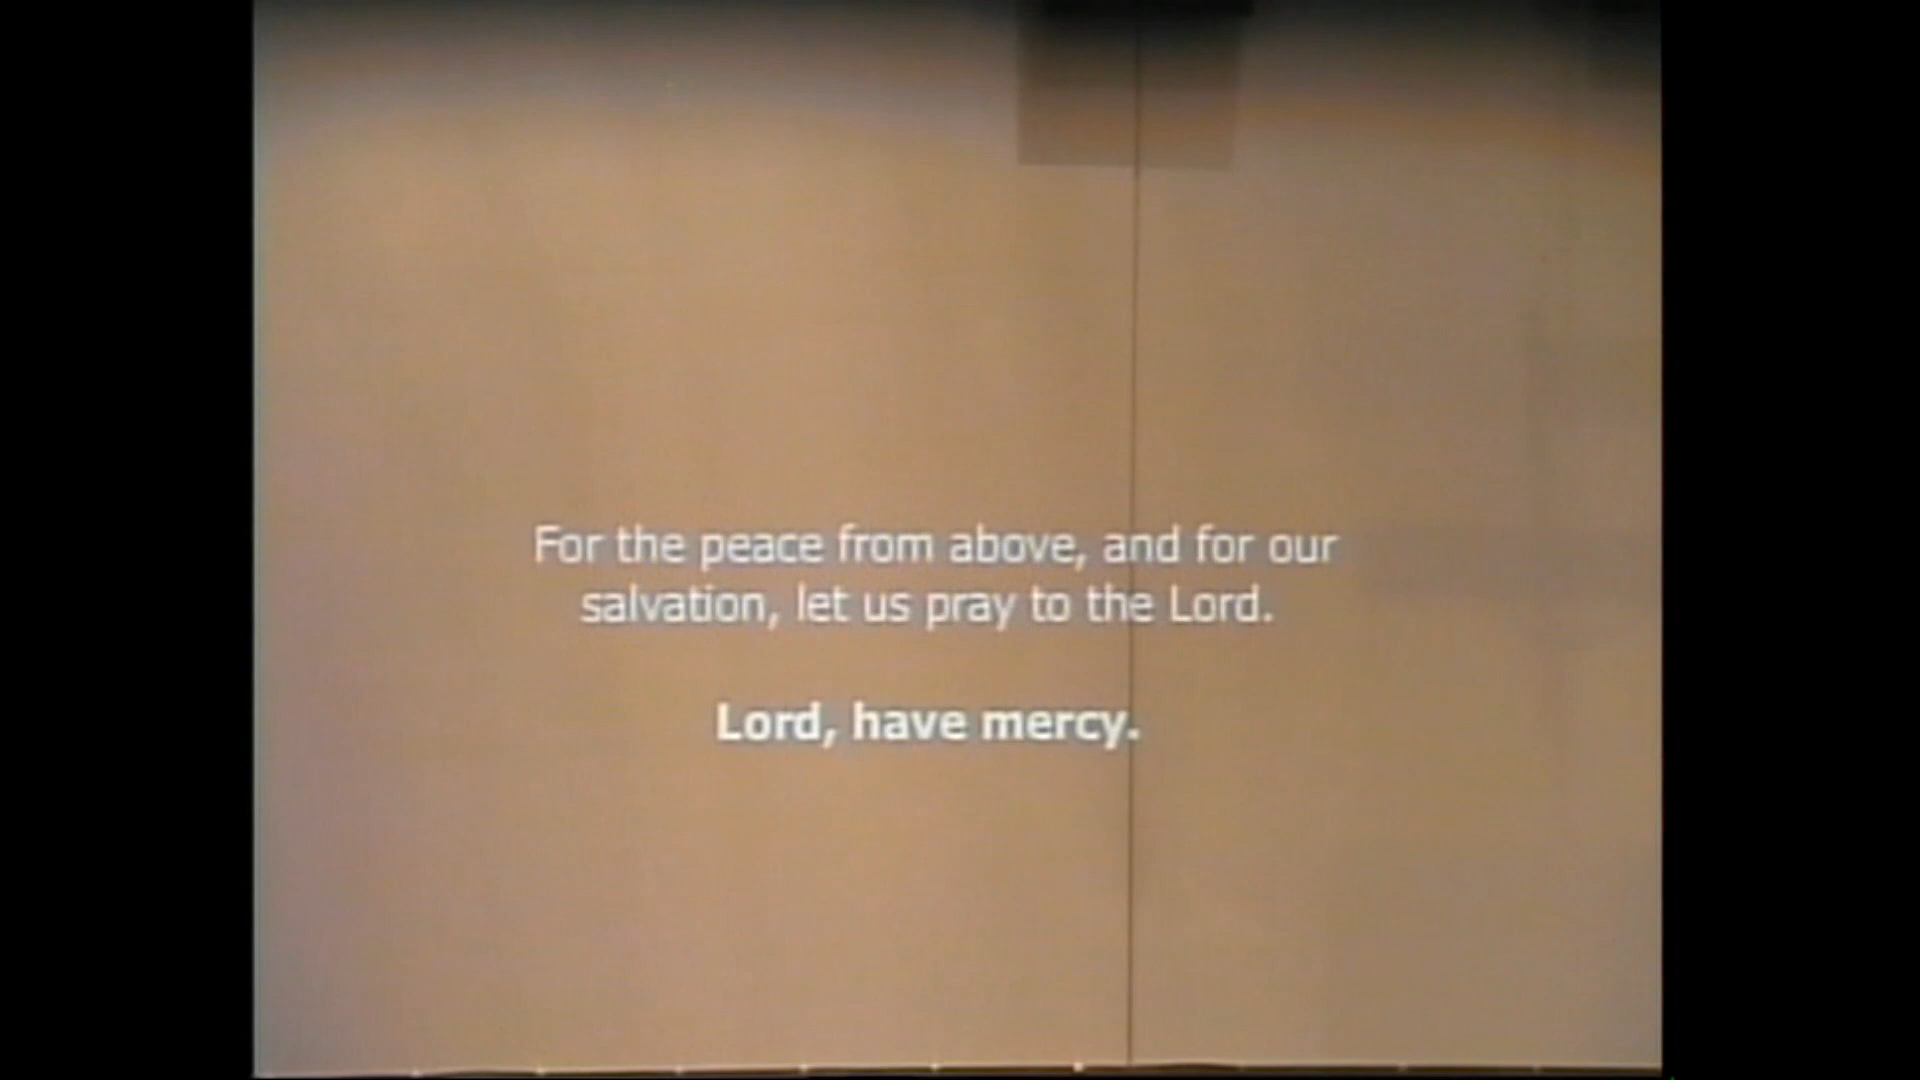 For the peace from above, and for our
salvation, let us pray to the Lord.
Lord, have mercy.